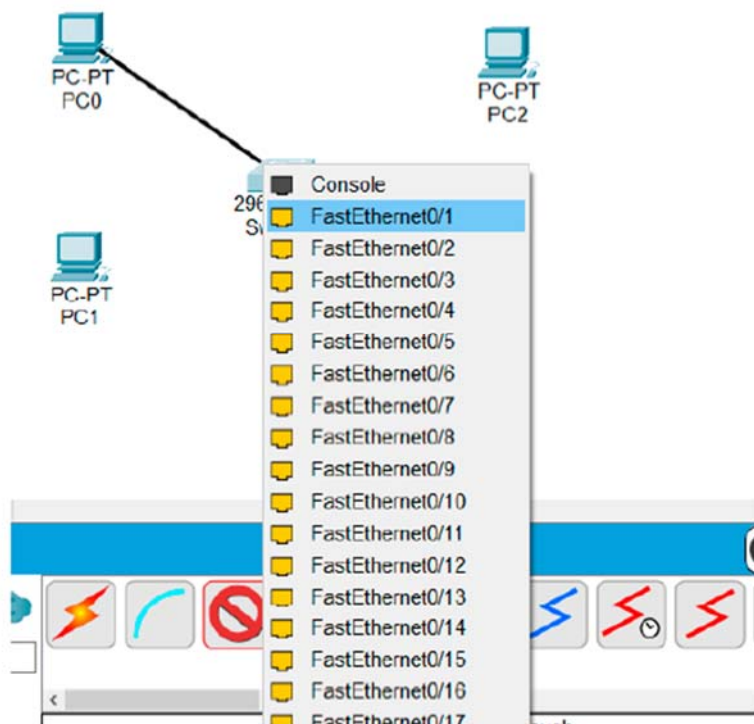 PC-PT
PC0
PC-PT
PC2
PC-PT
PC1
296
Console
FastEthernet0/1
FastEthernet0/2
FastEthernet0/3
FastEthernet0/4
FastEthernet0/5
FastEthernet0/6
FastEthernet0/7
FastEthernet0/8
FastEthernet0/9
FastEthernet0/10
FastEthernet0/11
FastEthernet0/12
FastEthernet0/13
FastEthernet0/14
FastEthernet0/15
FastEthernet0/16
FastEthernet0/17